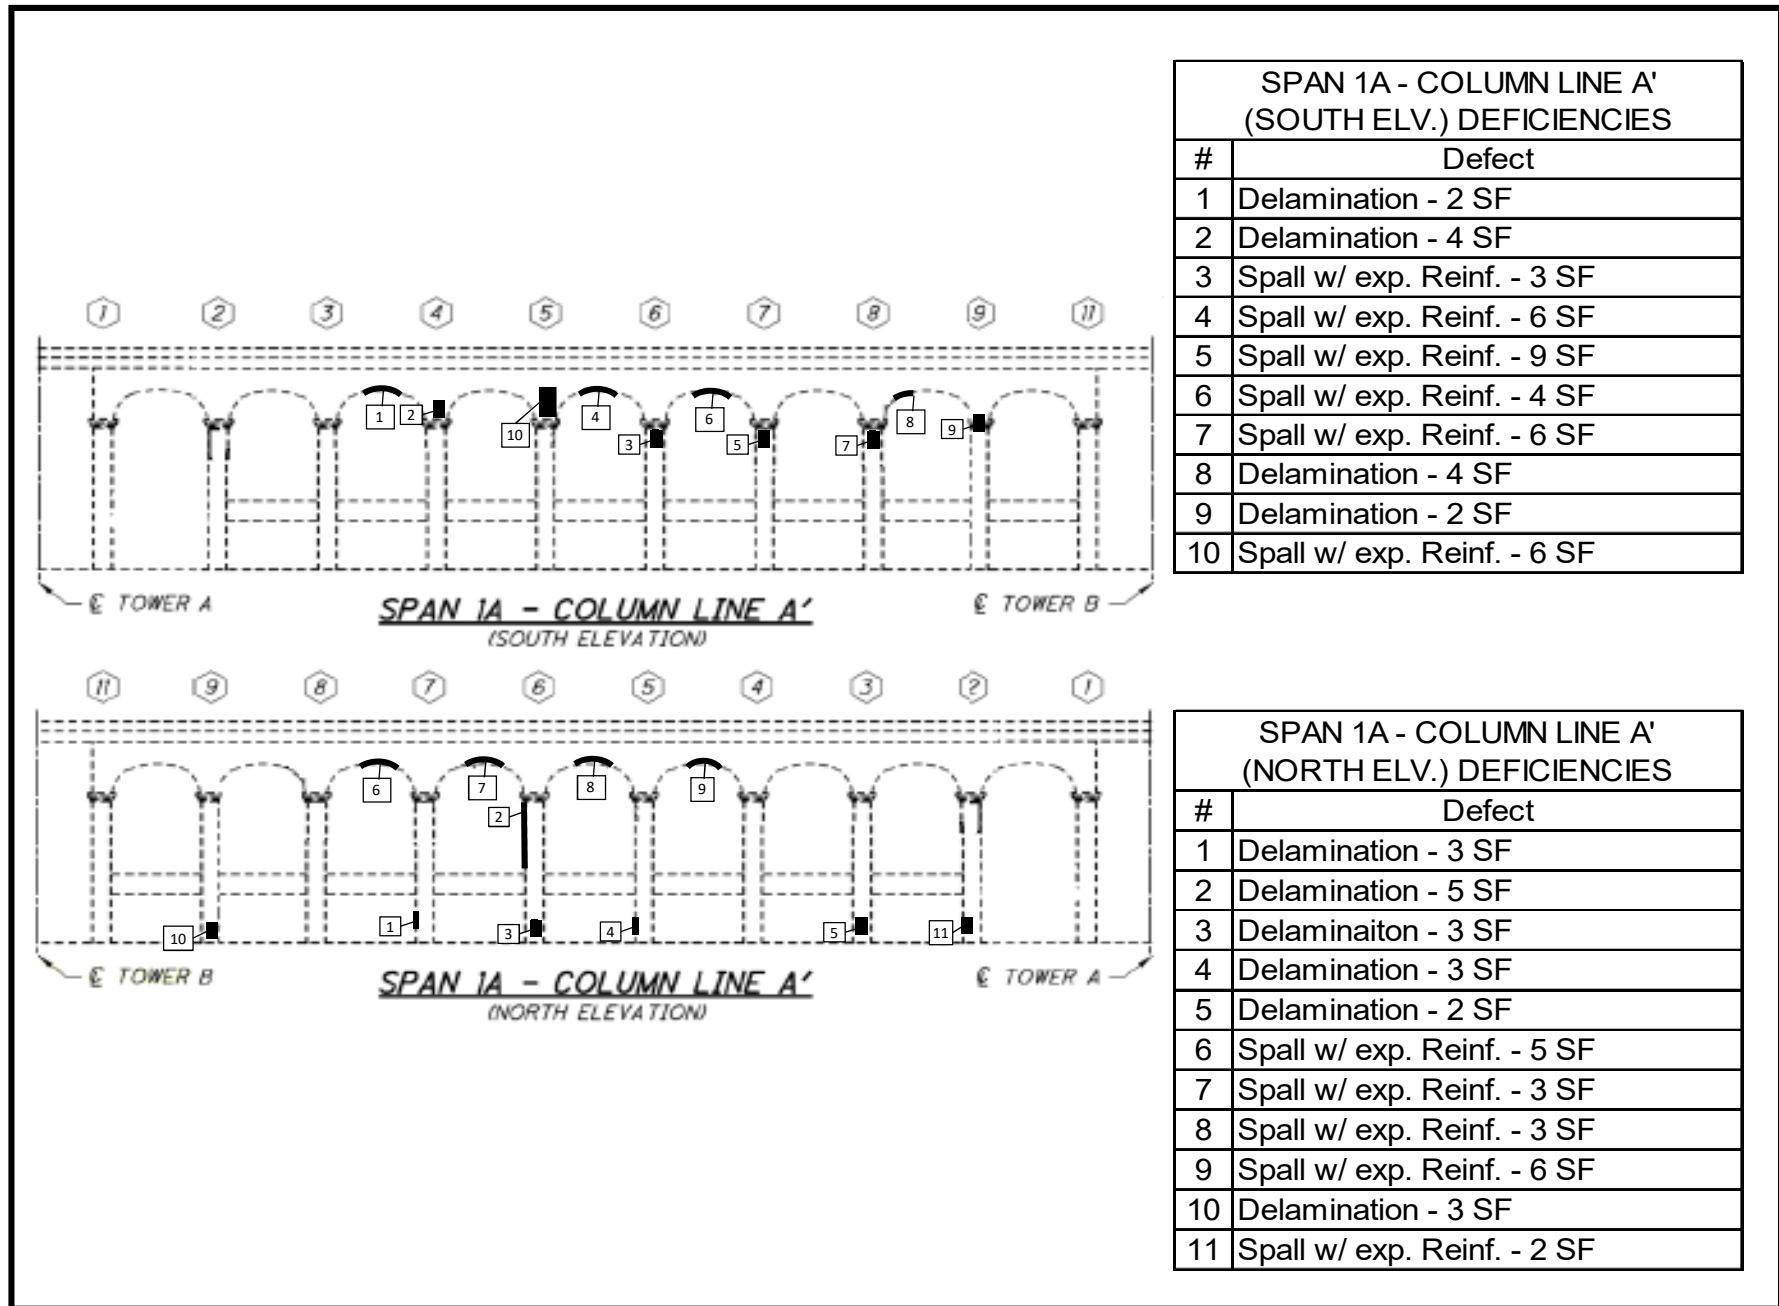 SPAN 1A - COLUMN LINE A'
(SOUTH ELV.) DEFICIENCIES
# Defect
1 Delamination - 2 SF
2 Delamination - 4 SF
3 Spall w/ exp. Reinf. - 3 SF
4 Spall w/ exp. Reinf. - 6 SF
5 Spall w/ exp. Reinf. - 9 SF
6 Spall w/ exp. Reinf. - 4 SF
7 Spall w/ exp. Reinf. - 6 SF
8 Delamination - 4 SF
9 Delamination - 2 SF
10 Spall w/ exp. Reinf. - 6 SF
1 2 3 4 5 6 7 8 9 11
1 2 10 4 3 6 5 7 8 9
℄ TOWER A
SPAN 1A - COLUMN LINE A'
(SOUTH ELEVATION)
℄ TOWER B
11 9 8 7 6 5 4 3 2 1
6 7 8 9
2
10 1 3 4 5 11
℄ TOWER B
SPAN 1A - COLUMN LINE A'
(NORTH ELEVATION)
℄ TOWER A
SPAN 1A - COLUMN LINE A'
(NORTH ELV.) DEFICIENCIES
# Defect
1 Delamination - 3 SF
2 Delamination - 5 SF
3 Delaminaiton - 3 SF
4 Delamination - 3 SF
5 Delamination - 2 SF
6 Spall w/ exp. Reinf. - 5 SF
7 Spall w/ exp. Reinf. - 3 SF
8 Spall w/ exp. Reinf. - 3 SF
9 Spall w/ exp. Reinf. - 6 SF
10 Delamination - 3 SF
11 Spall w/ exp. Reinf. - 2 SF